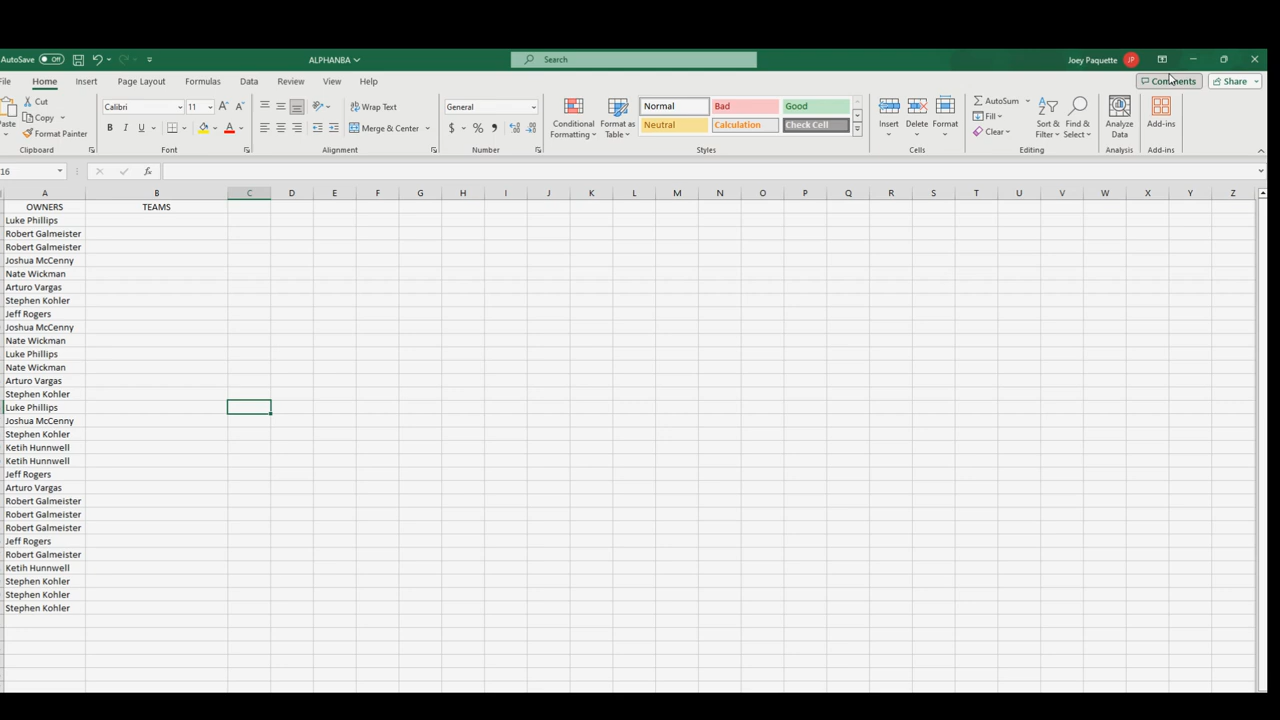 AutoSave Off ALPHANBA Search Joey Paquette JP
File Home Insert Page Layout Formulas Data Review View Help Comments Share
Paste Cut Copy Format Painter Clipboard
Calibri 11 B I U A A A Font
Wrap Text Merge & Center Alignment
General $ % , Number
Conditional Formatting Format as Table
Normal Bad Good
Neutral Calculation Check Cell
Styles
Insert Delete Format Cells
AutoSum Fill Clear Sort & Filter Find & Select Editing
Analyze Data Analysis
Add-ins Add-ins
16 fx
A B C D E F G H I J K L M N O P Q R S T U V W X Y Z
OWNERS TEAMS
Luke Phillips
Robert Galmeister
Robert Galmeister
Joshua McCenny
Nate Wickman
Arturo Vargas
Stephen Kohler
Jeff Rogers
Joshua McCenny
Nate Wickman
Luke Phillips
Nate Wickman
Arturo Vargas
Stephen Kohler
Luke Phillips
Joshua McCenny
Stephen Kohler
Ketih Hunnwell
Ketih Hunnwell
Jeff Rogers
Arturo Vargas
Robert Galmeister
Robert Galmeister
Robert Galmeister
Jeff Rogers
Robert Galmeister
Ketih Hunnwell
Stephen Kohler
Stephen Kohler
Stephen Kohler